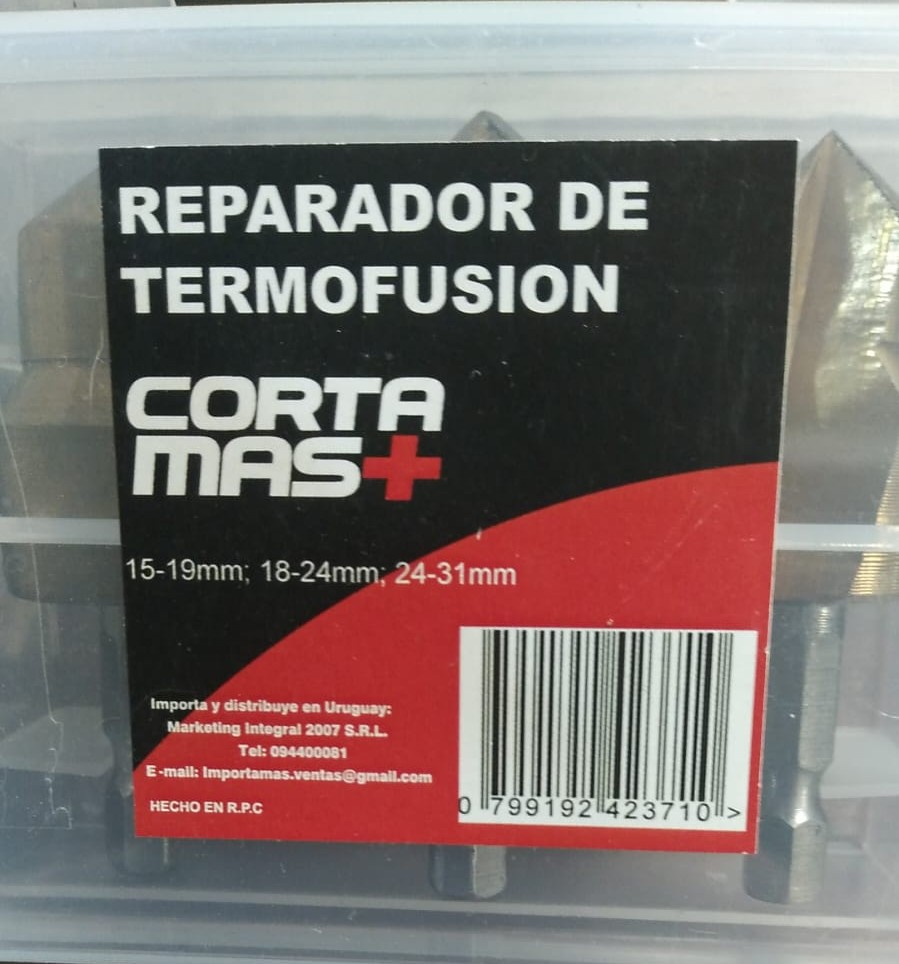 REPARADOR DE
TERMOFUSION
CORTA
MAS+
15-19mm; 18-24mm; 24-31mm
Importa y distribuye en Uruguay:
Marketing Integral 2007 S.R.L.
Tel: 094400081
E-mail: Importamas.ventas@gmail.com
HECHO EN R.P.C
0 799192 423710 >